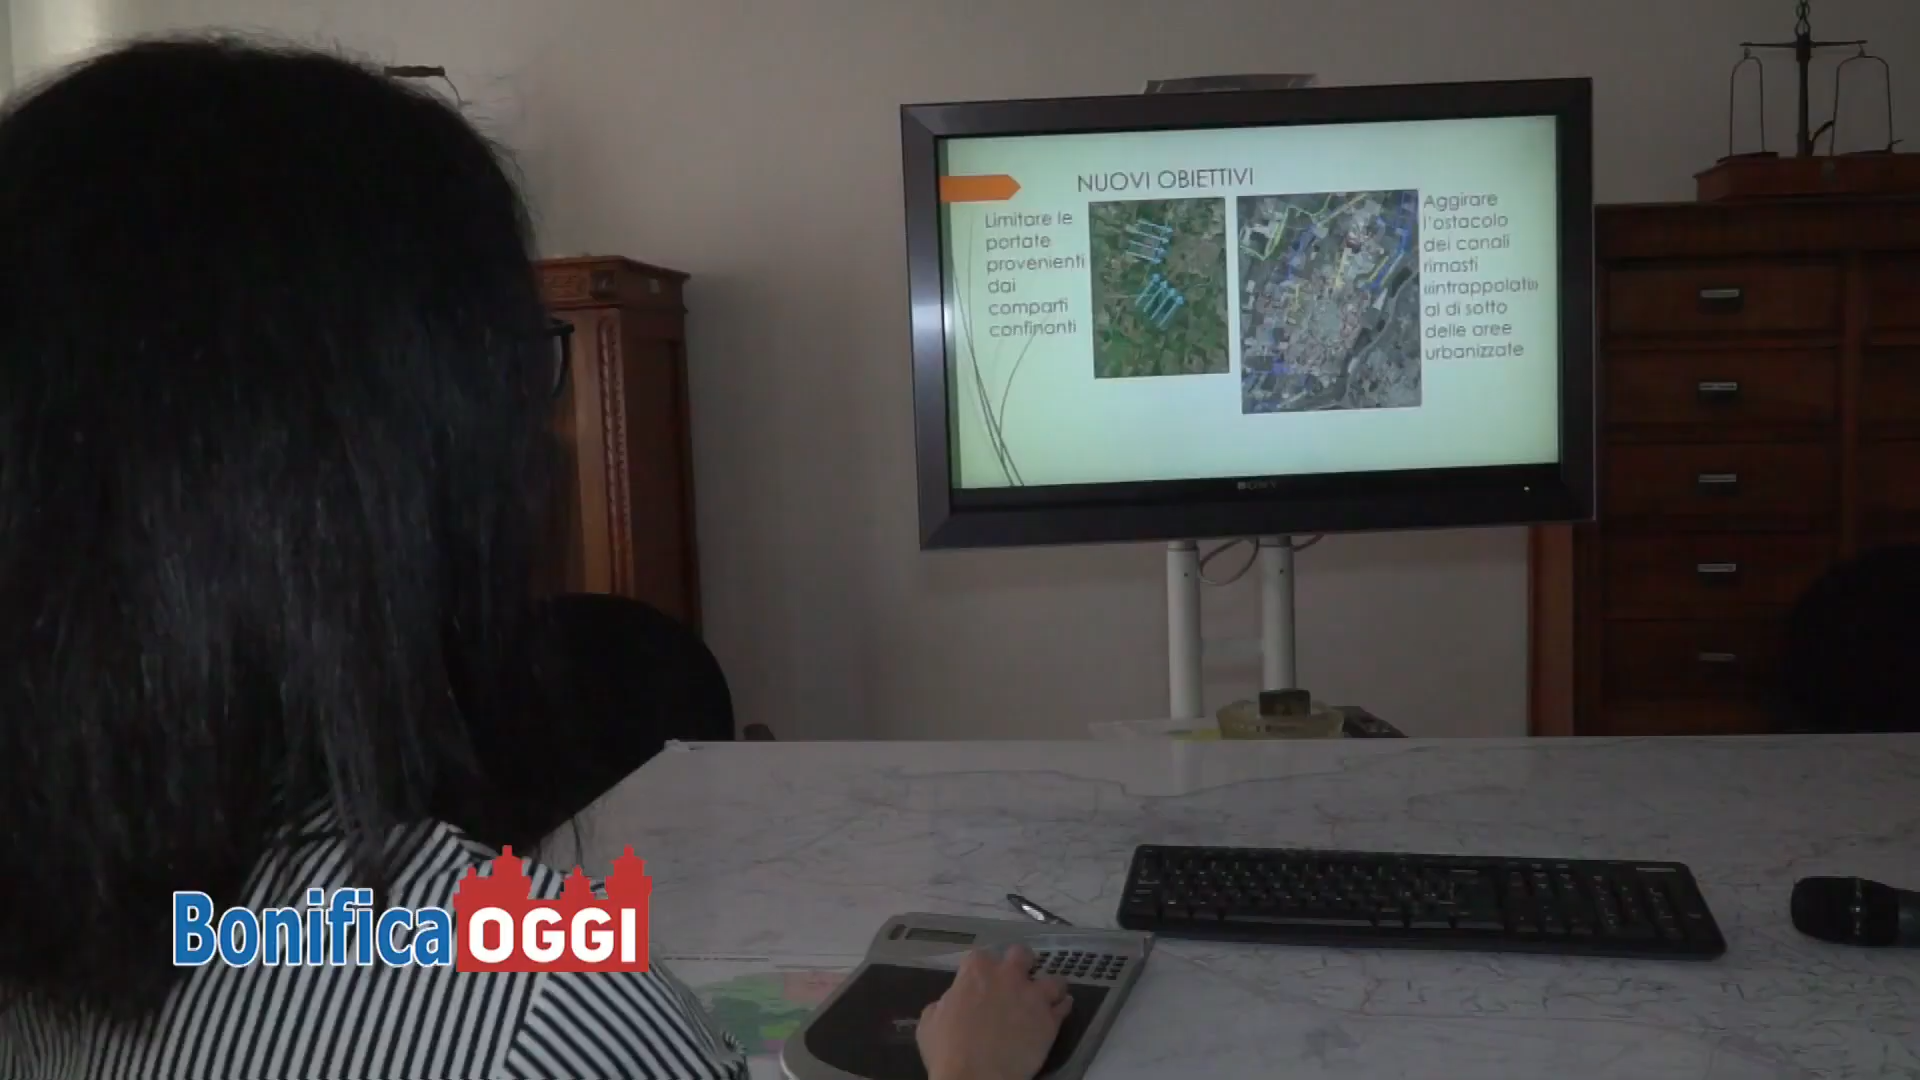 NUOVI OBIETTIVI
Limitare le
portate
provenienti
dai
comparti
confinanti
Aggirare
l'ostacolo
dei canali
rimasti
«intrappolati»
al di sotto
delle aree
urbanizzate
SONY
Bonifica OGGI